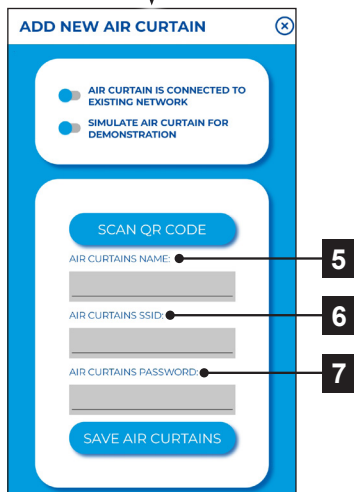 ADD NEW AIR CURTAIN
AIR CURTAIN IS CONNECTED TO
EXISTING NETWORK
SIMULATE AIR CURTAIN FOR
DEMONSTRATION
SCAN QR CODE
AIR CURTAINS NAME:
5
AIR CURTAINS SSID:
6
AIR CURTAINS PASSWORD:
7
SAVE AIR CURTAINS